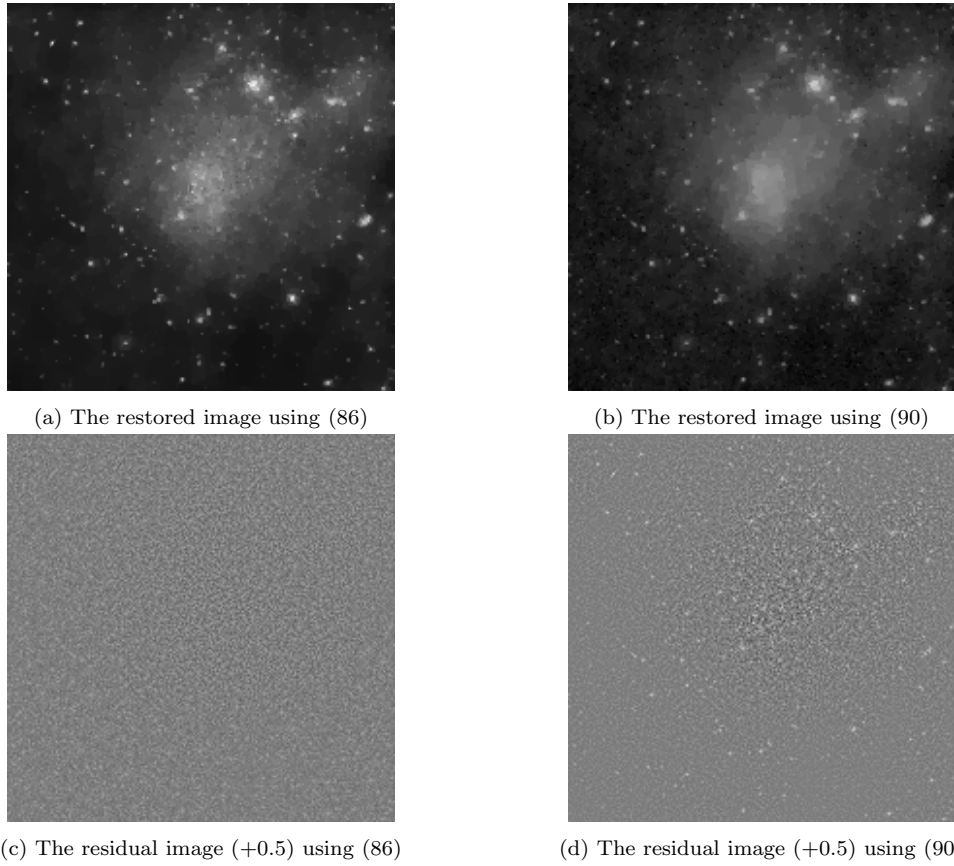 (a) The restored image using (86)
(b) The restored image using (90)
(c) The residual image (+0.5) using (86)
(d) The residual image (+0.5) using (90